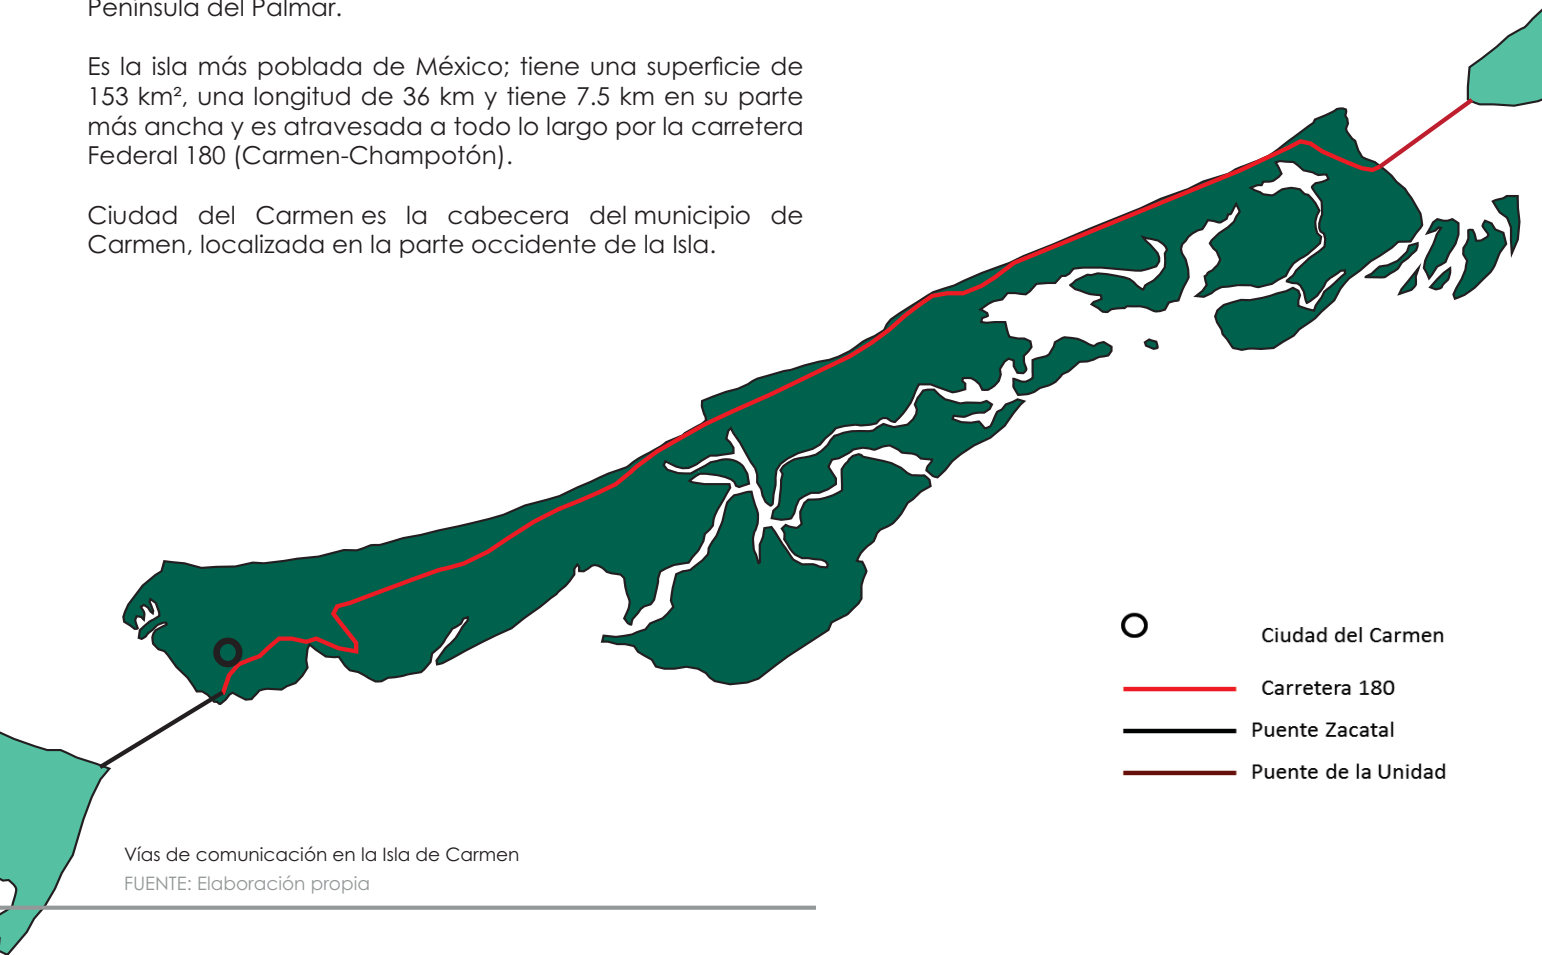 Península del Palmar.
Es la isla más poblada de México; tiene una superficie de
153 km², una longitud de 36 km y tiene 7.5 km en su parte
más ancha y es atravesada a todo lo largo por la carretera
Federal 180 (Carmen-Champotón).
Ciudad del Carmen es la cabecera del municipio de
Carmen, localizada en la parte occidente de la Isla.
Ciudad del Carmen
Carretera 180
Puente Zacatal
Puente de la Unidad
Vías de comunicación en la Isla de Carmen
FUENTE: Elaboración propia